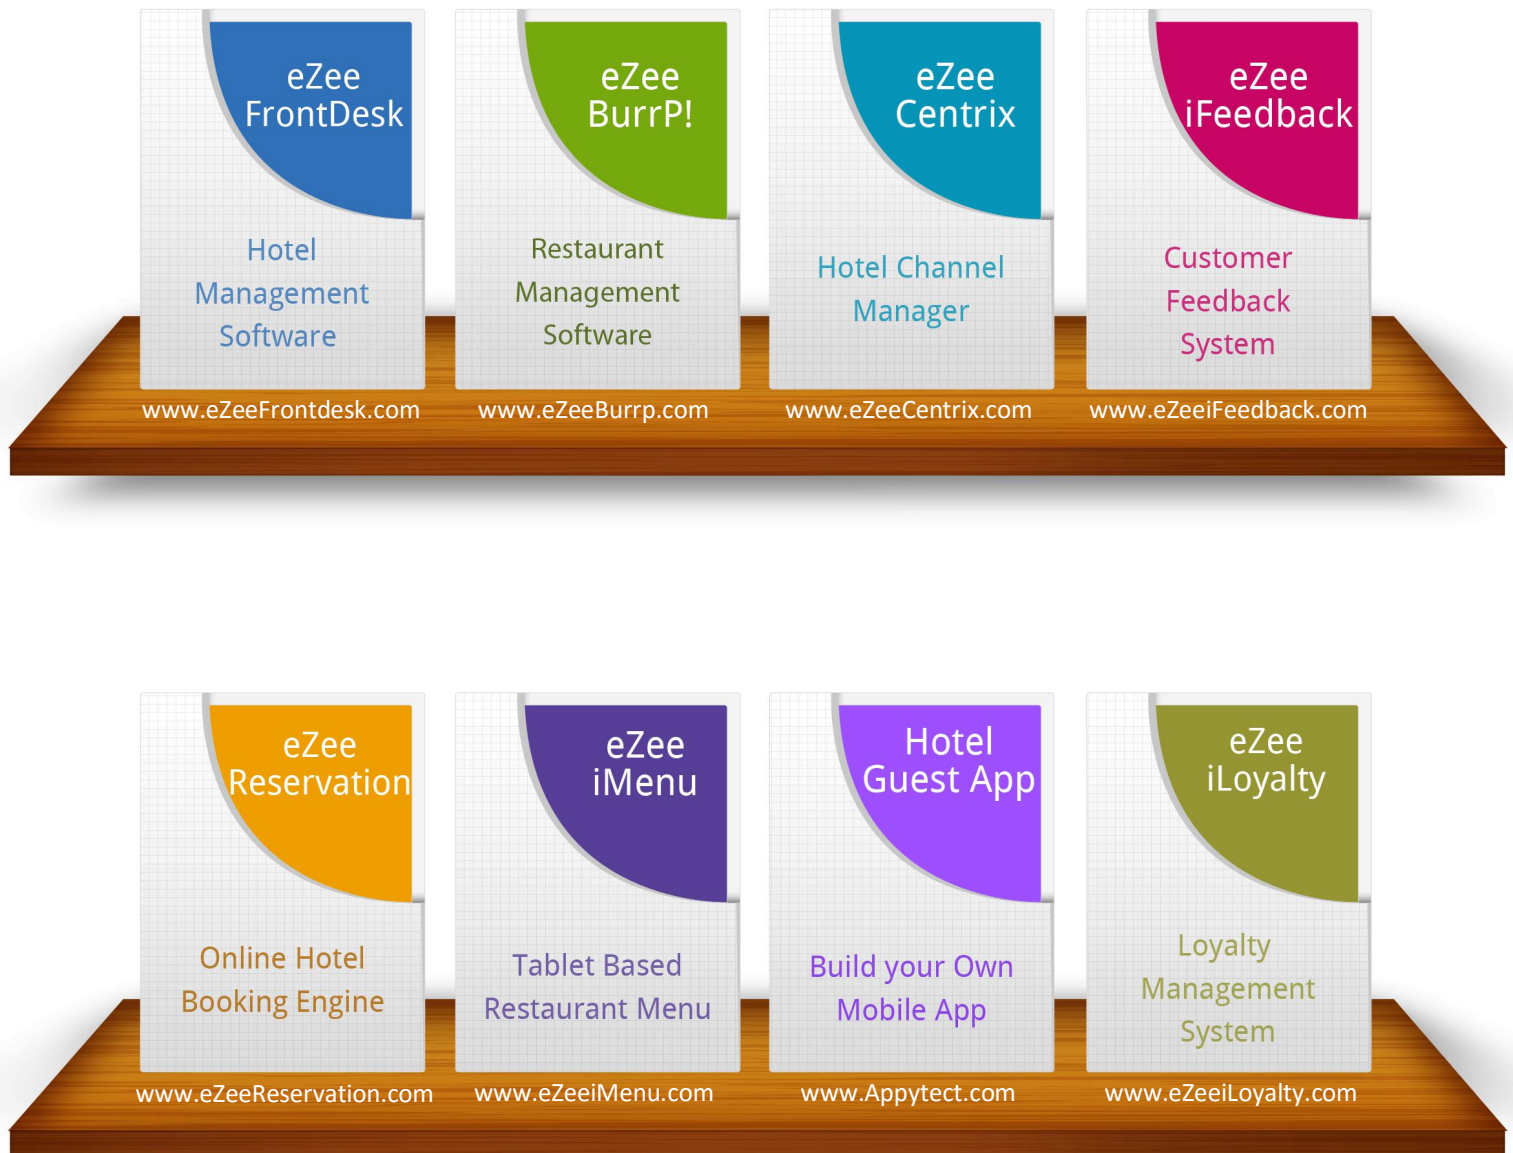 eZee
FrontDesk
Hotel
Management
Software
www.eZeeFrontdesk.com
eZee
BurrP!
Restaurant
Management
Software
www.eZeeBurrp.com
eZee
Centrix
Hotel Channel
Manager
www.eZeeCentrix.com
eZee
iFeedback
Customer
Feedback
System
www.eZeeiFeedback.com
eZee
Reservation
Online Hotel
Booking Engine
www.eZeeReservation.com
eZee
iMenu
Tablet Based
Restaurant Menu
www.eZeeiMenu.com
Hotel
Guest App
Build your Own
Mobile App
www.Appytect.com
eZee
iLoyalty
Loyalty
Management
System
www.eZeeiLoyalty.com